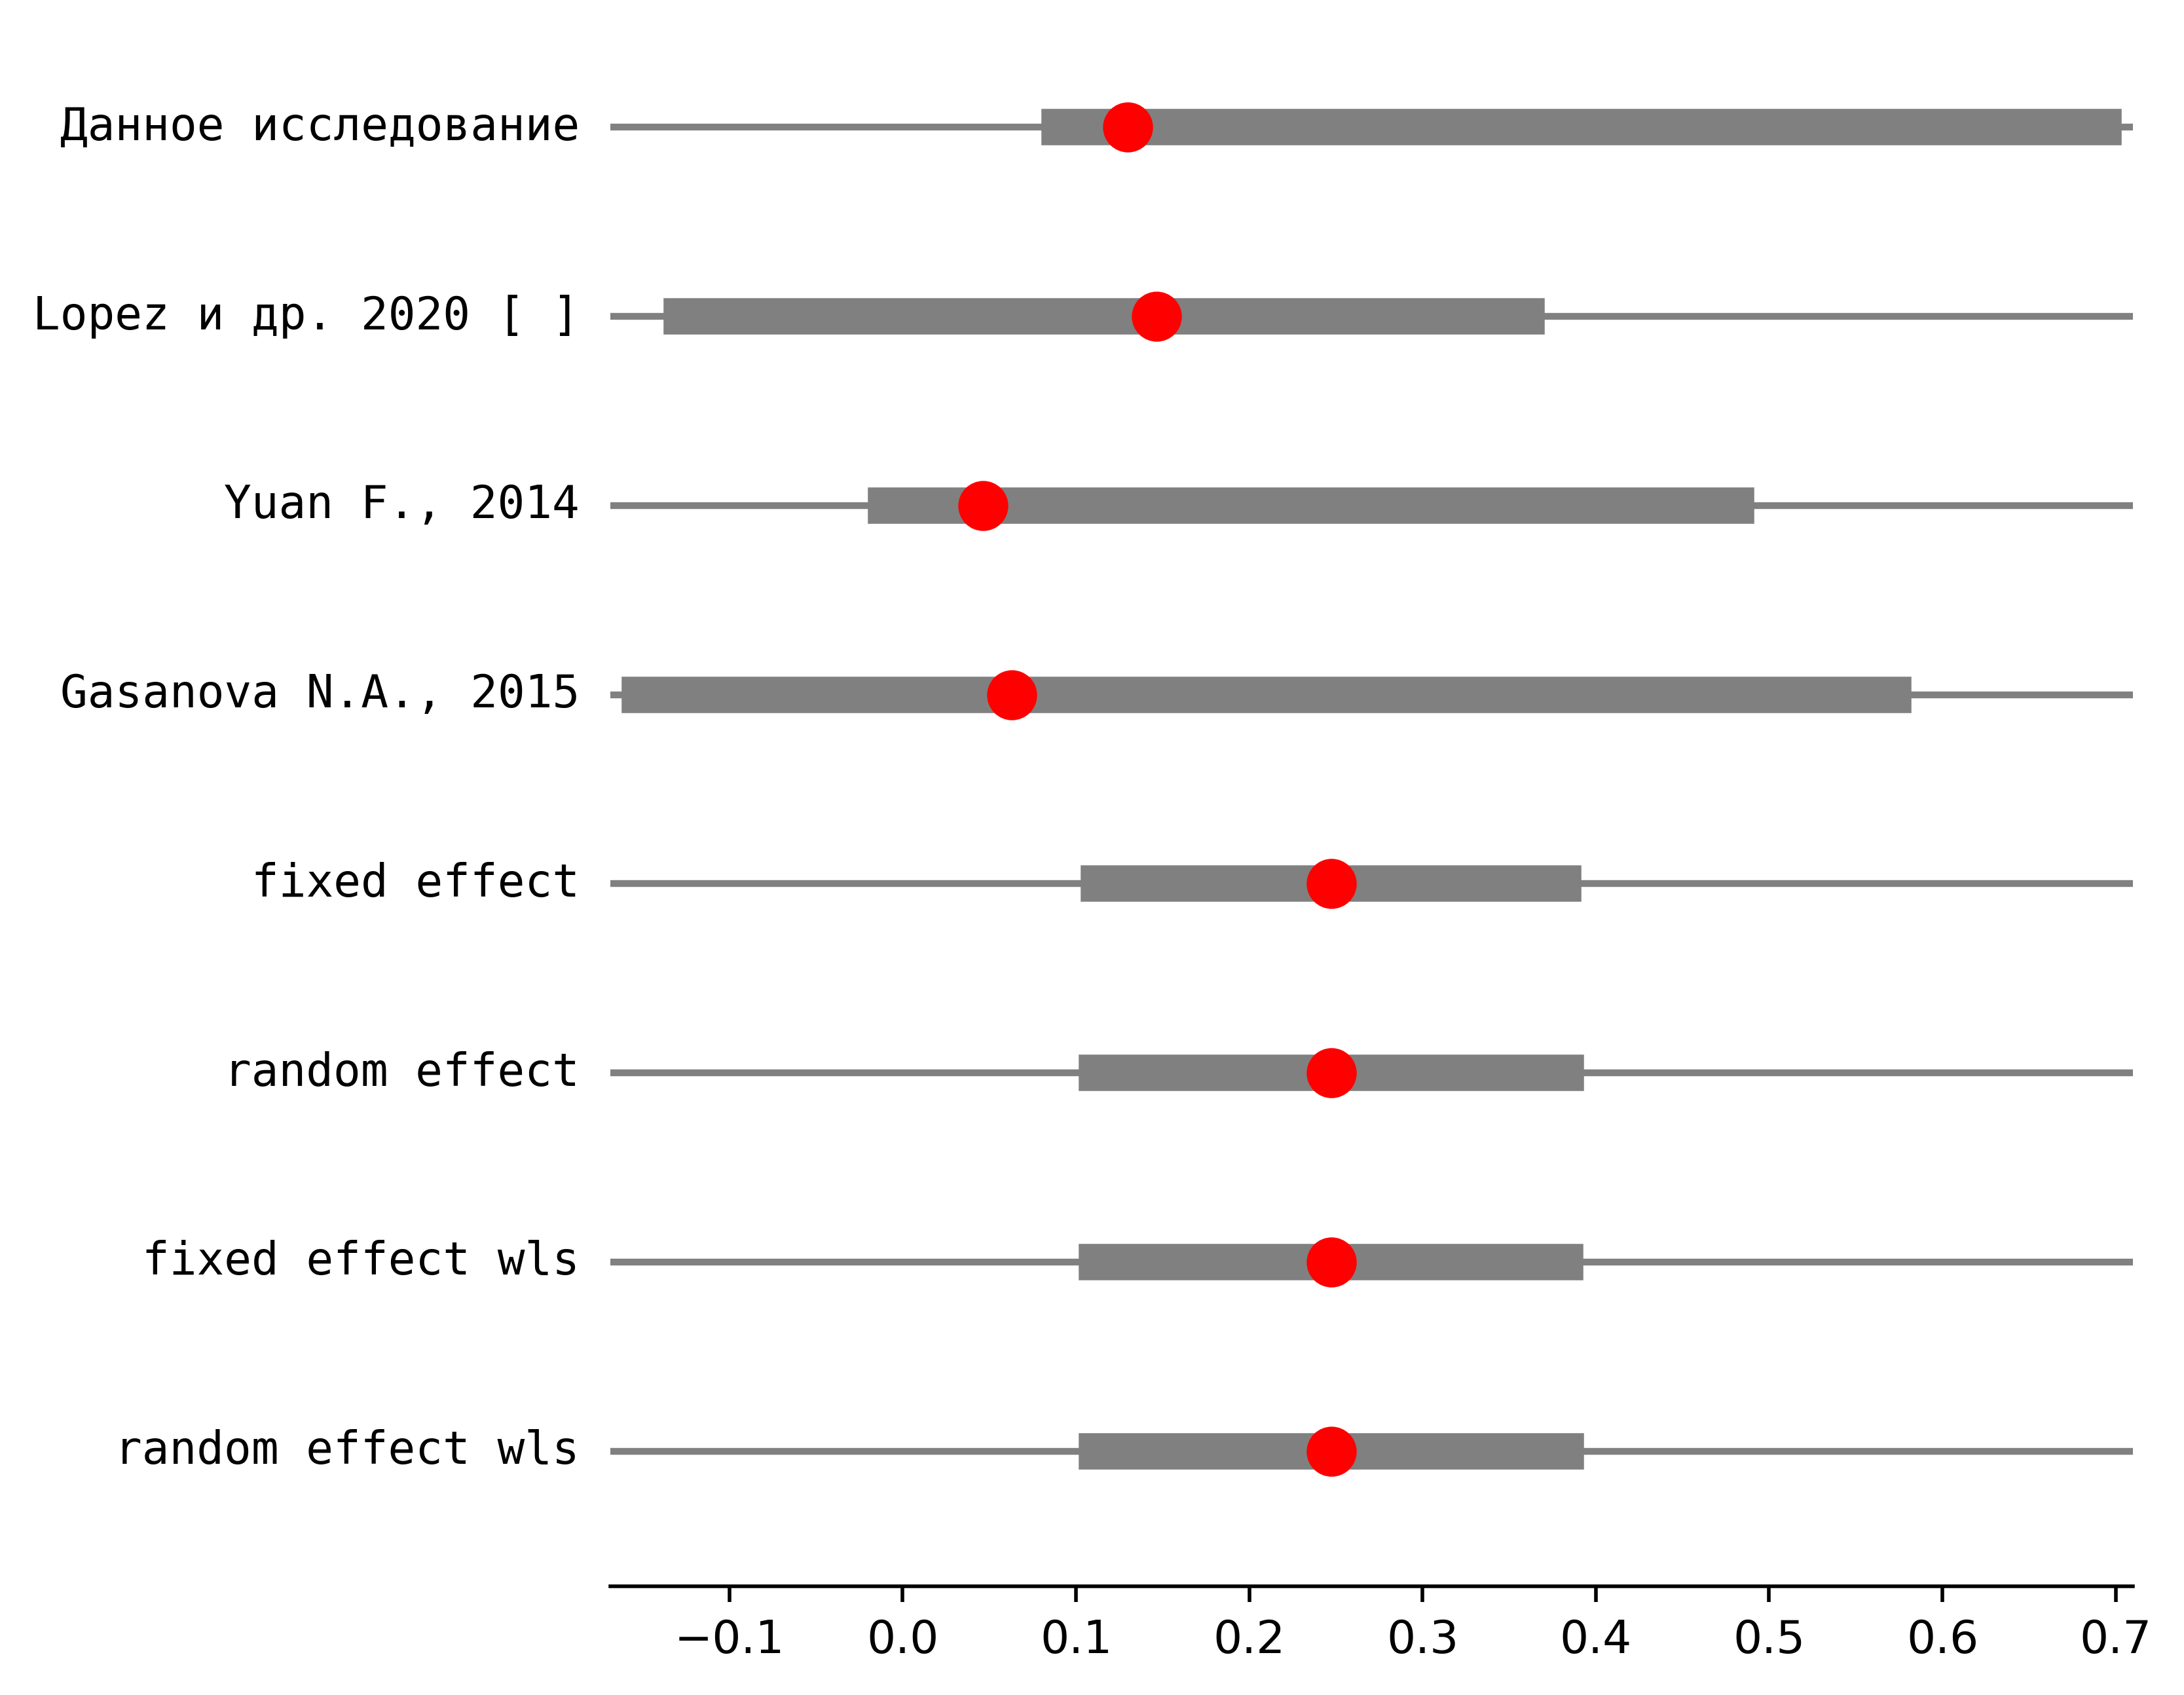 Данное исследование
Lopez и др. 2020 [ ]
Yuan F., 2014
Gasanova N.A., 2015
fixed effect
random effect
fixed effect wls
random effect wls
−0.1 0.0 0.1 0.2 0.3 0.4 0.5 0.6 0.7